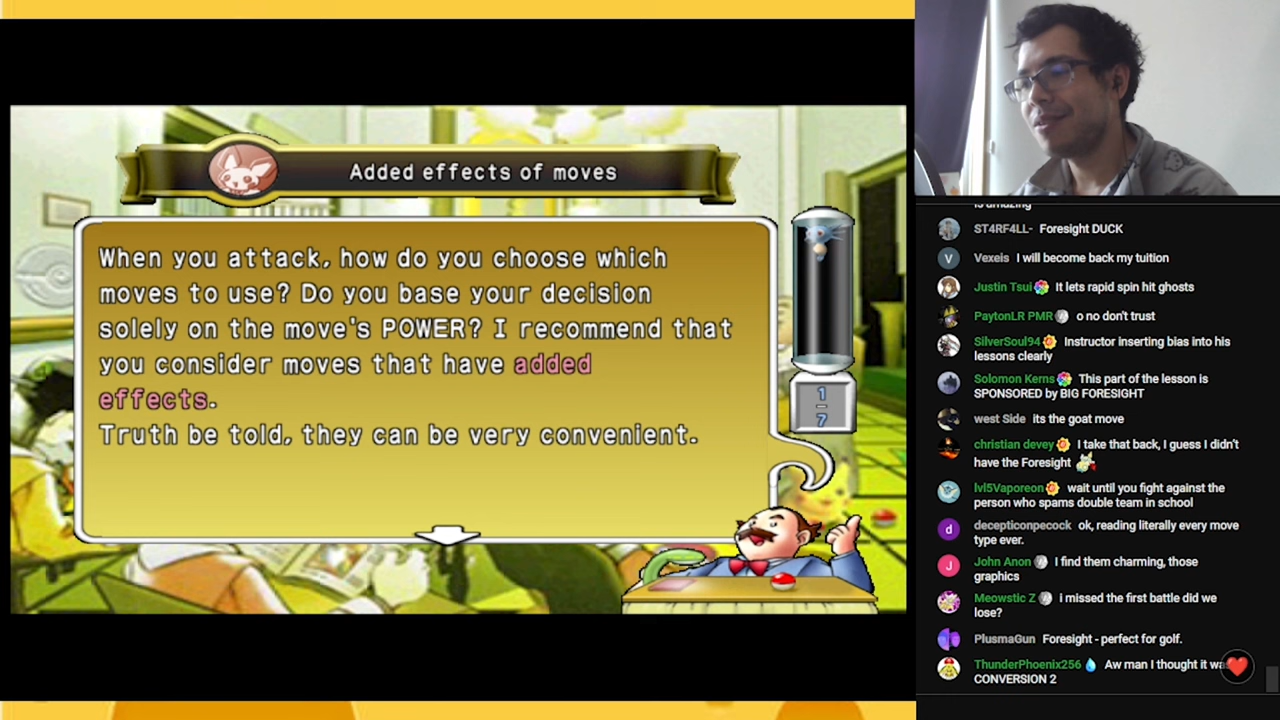 Added effects of moves
When you attack, how do you choose which
moves to use? Do you base your decision
solely on the move's POWER? I recommend that
you consider moves that have added
effects.
Truth be told, they can be very convenient.
1
7
is amazing
ST4RF4LL- Foresight DUCK
V Vexeis I will become back my tuition
Justin Tsui It lets rapid spin hit ghosts
PaytonLR PMR o no don't trust
SilverSoul94 Instructor inserting bias into his
lessons clearly
Solomon Kerns This part of the lesson is
SPONSORED by BIG FORESIGHT
west Side its the goat move
christian devey I take that back, I guess I didn't
have the Foresight
lvl5Vaporeon wait until you fight against the
person who spams double team in school
d decepticonpecock ok, reading literally every move
type ever.
J John Anon I find them charming, those
graphics
Meowstic Z i missed the first battle did we
lose?
PlusmaGun Foresight - perfect for golf.
ThunderPhoenix256 Aw man I thought it
CONVERSION 2